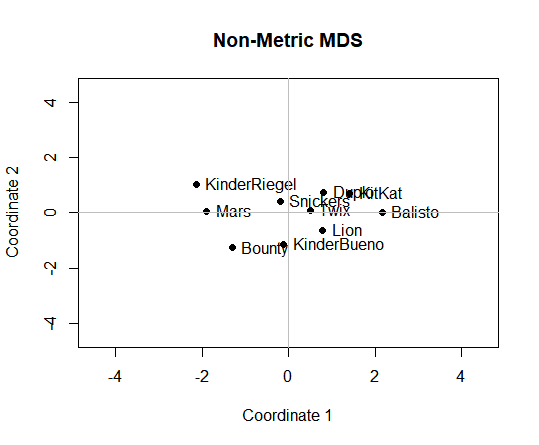 Non-Metric MDS
Coordinate 2
4
2
0
-2
-4
KinderRiegel
KitKat
Snickers
Mars
Twix
Balisto
Lion
KinderBueno
Bounty
-4 -2 0 2 4
Coordinate 1